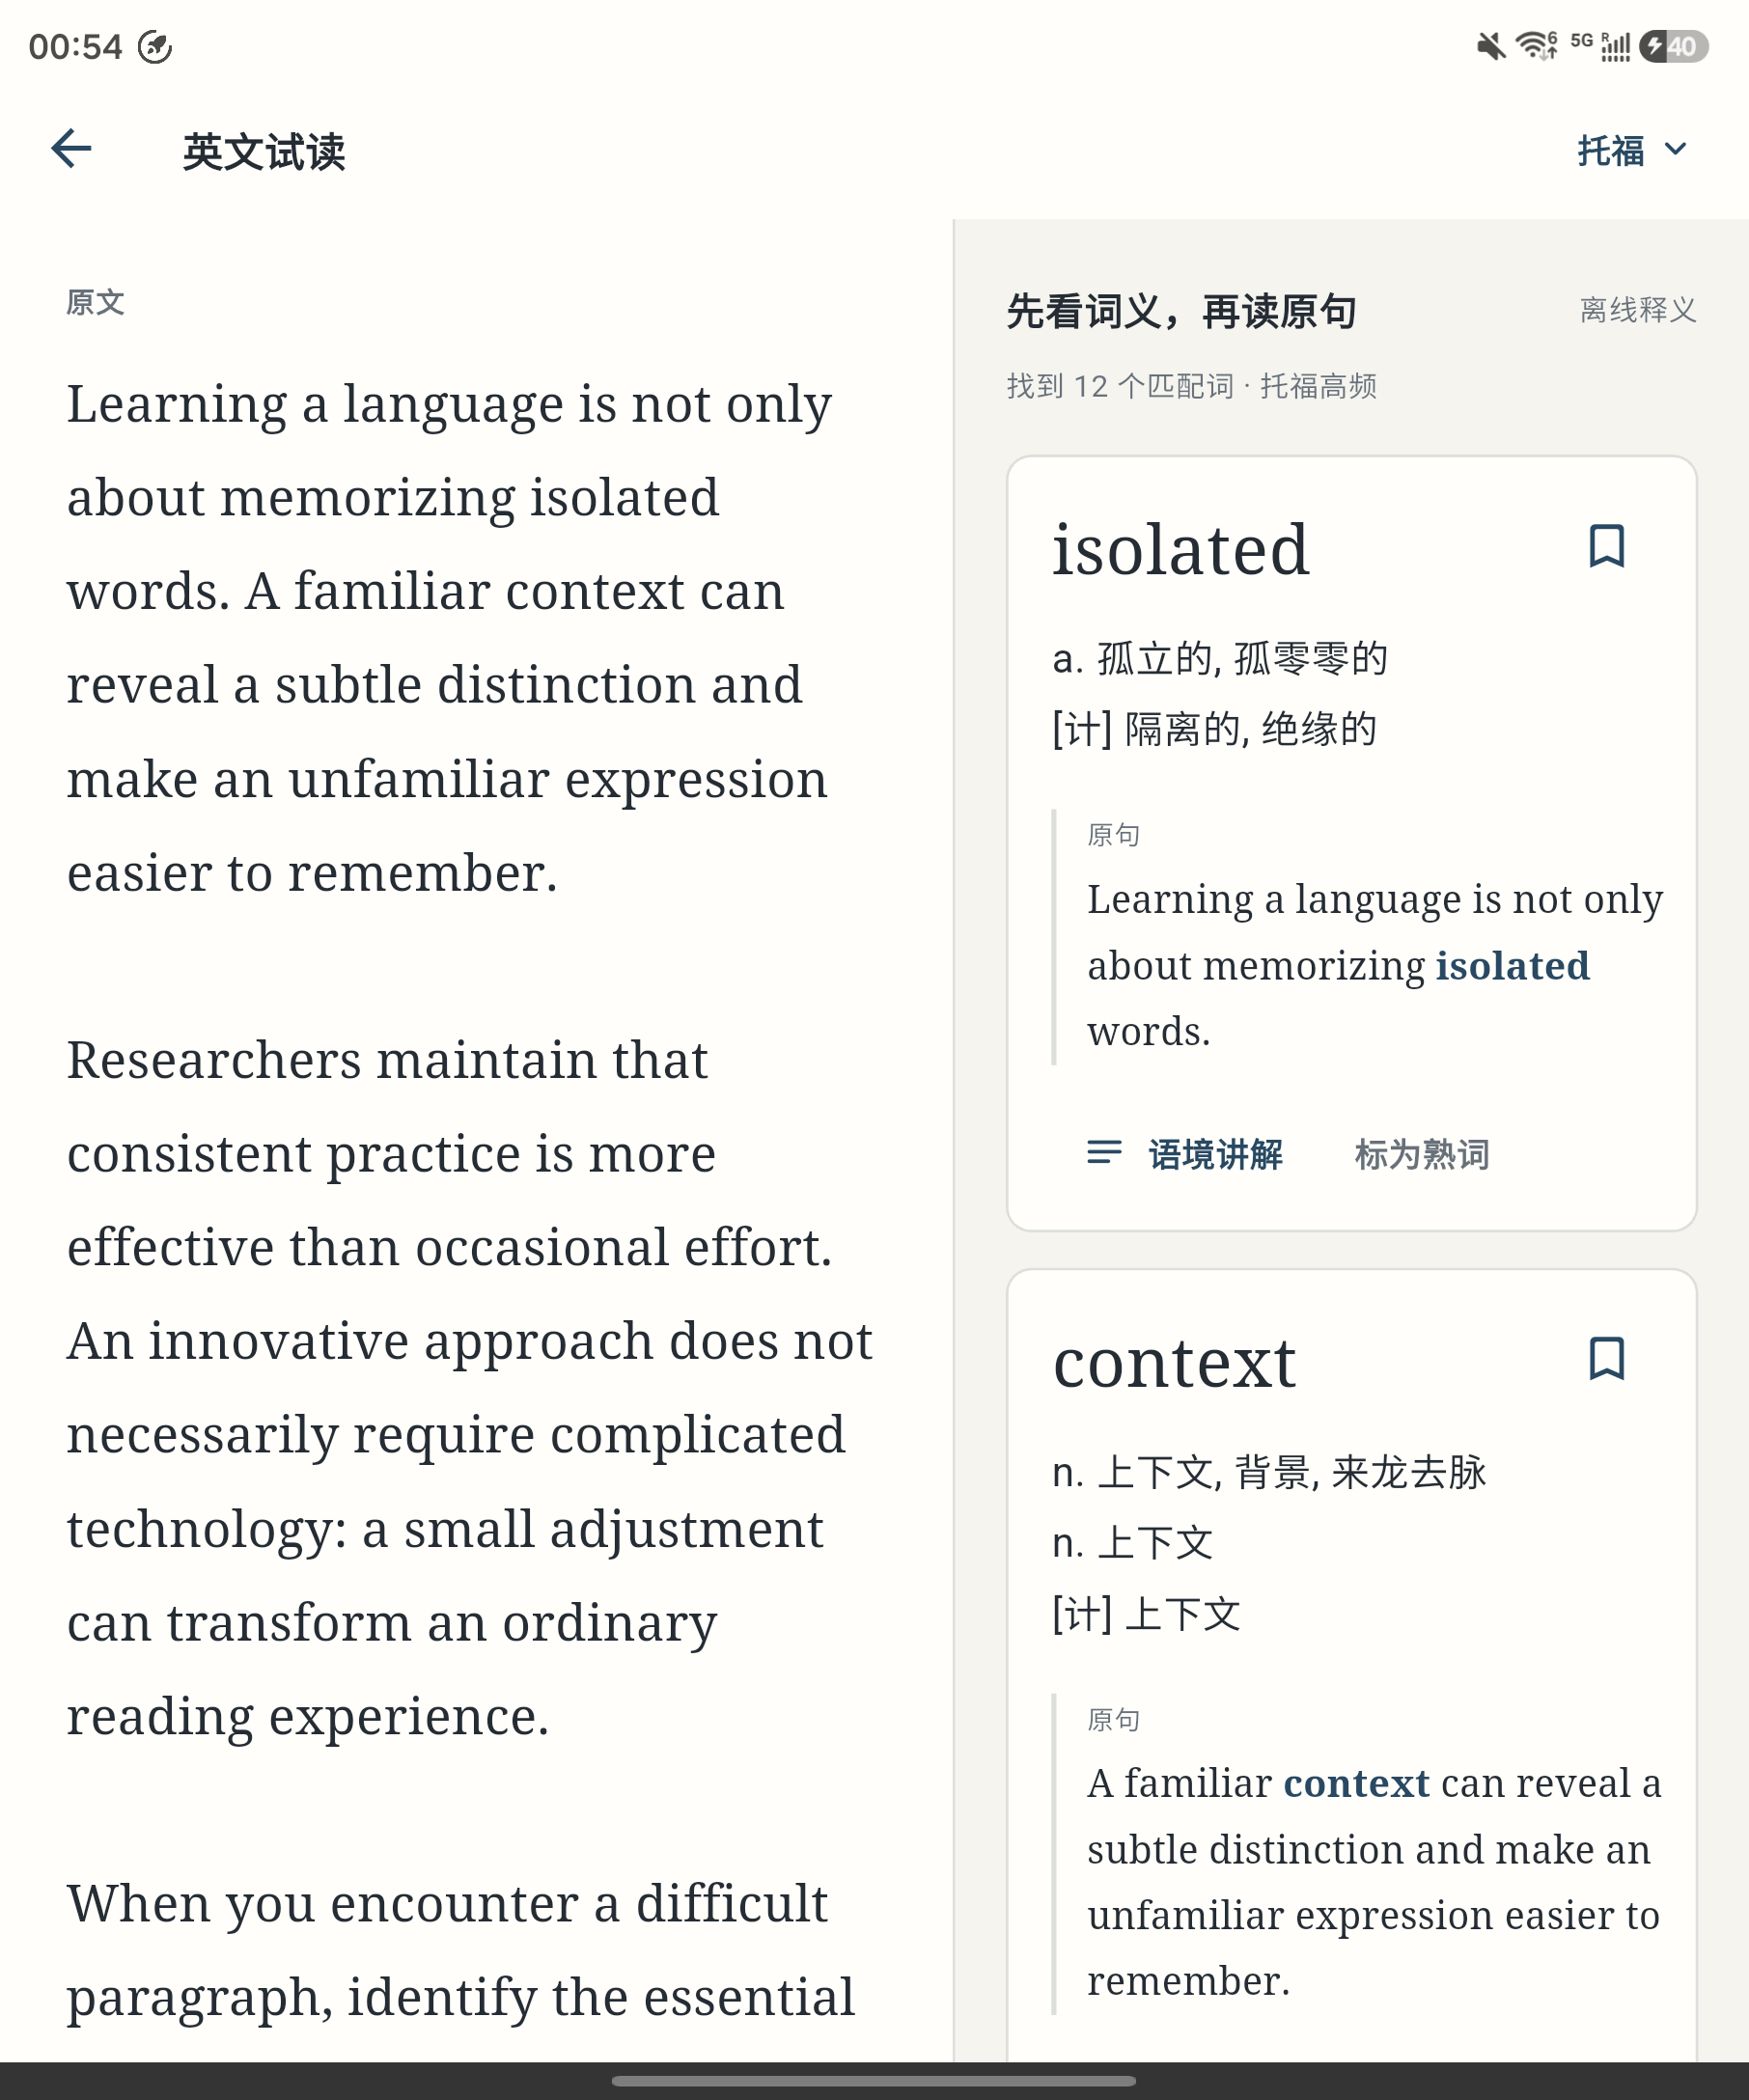 00:54
6 5G R 40
英文试读
托福
原文
Learning a language is not only
about memorizing isolated
words. A familiar context can
reveal a subtle distinction and
make an unfamiliar expression
easier to remember.
Researchers maintain that
consistent practice is more
effective than occasional effort.
An innovative approach does not
necessarily require complicated
technology: a small adjustment
can transform an ordinary
reading experience.
When you encounter a difficult
paragraph, identify the essential
先看词义，再读原句
离线释义
找到 12 个匹配词 · 托福高频
isolated
a. 孤立的, 孤零零的
[计] 隔离的, 绝缘的
原句
Learning a language is not only
about memorizing isolated
words.
语境讲解 标为熟词
context
n. 上下文, 背景, 来龙去脉
n. 上下文
[计] 上下文
原句
A familiar context can reveal a
subtle distinction and make an
unfamiliar expression easier to
remember.